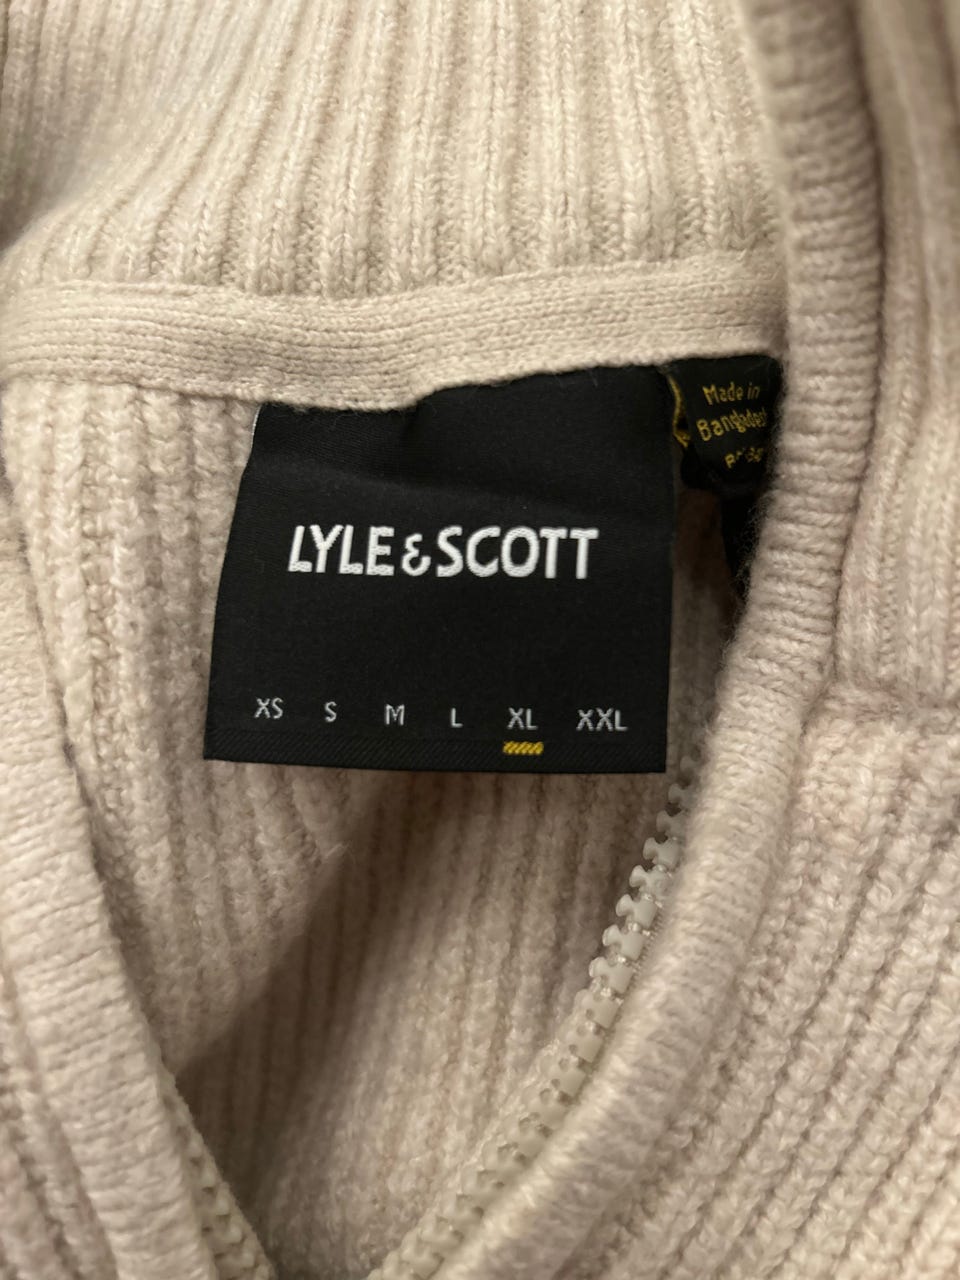 LYLE & SCOTT
XS S M L XL XXL
Made in
Bangladesh